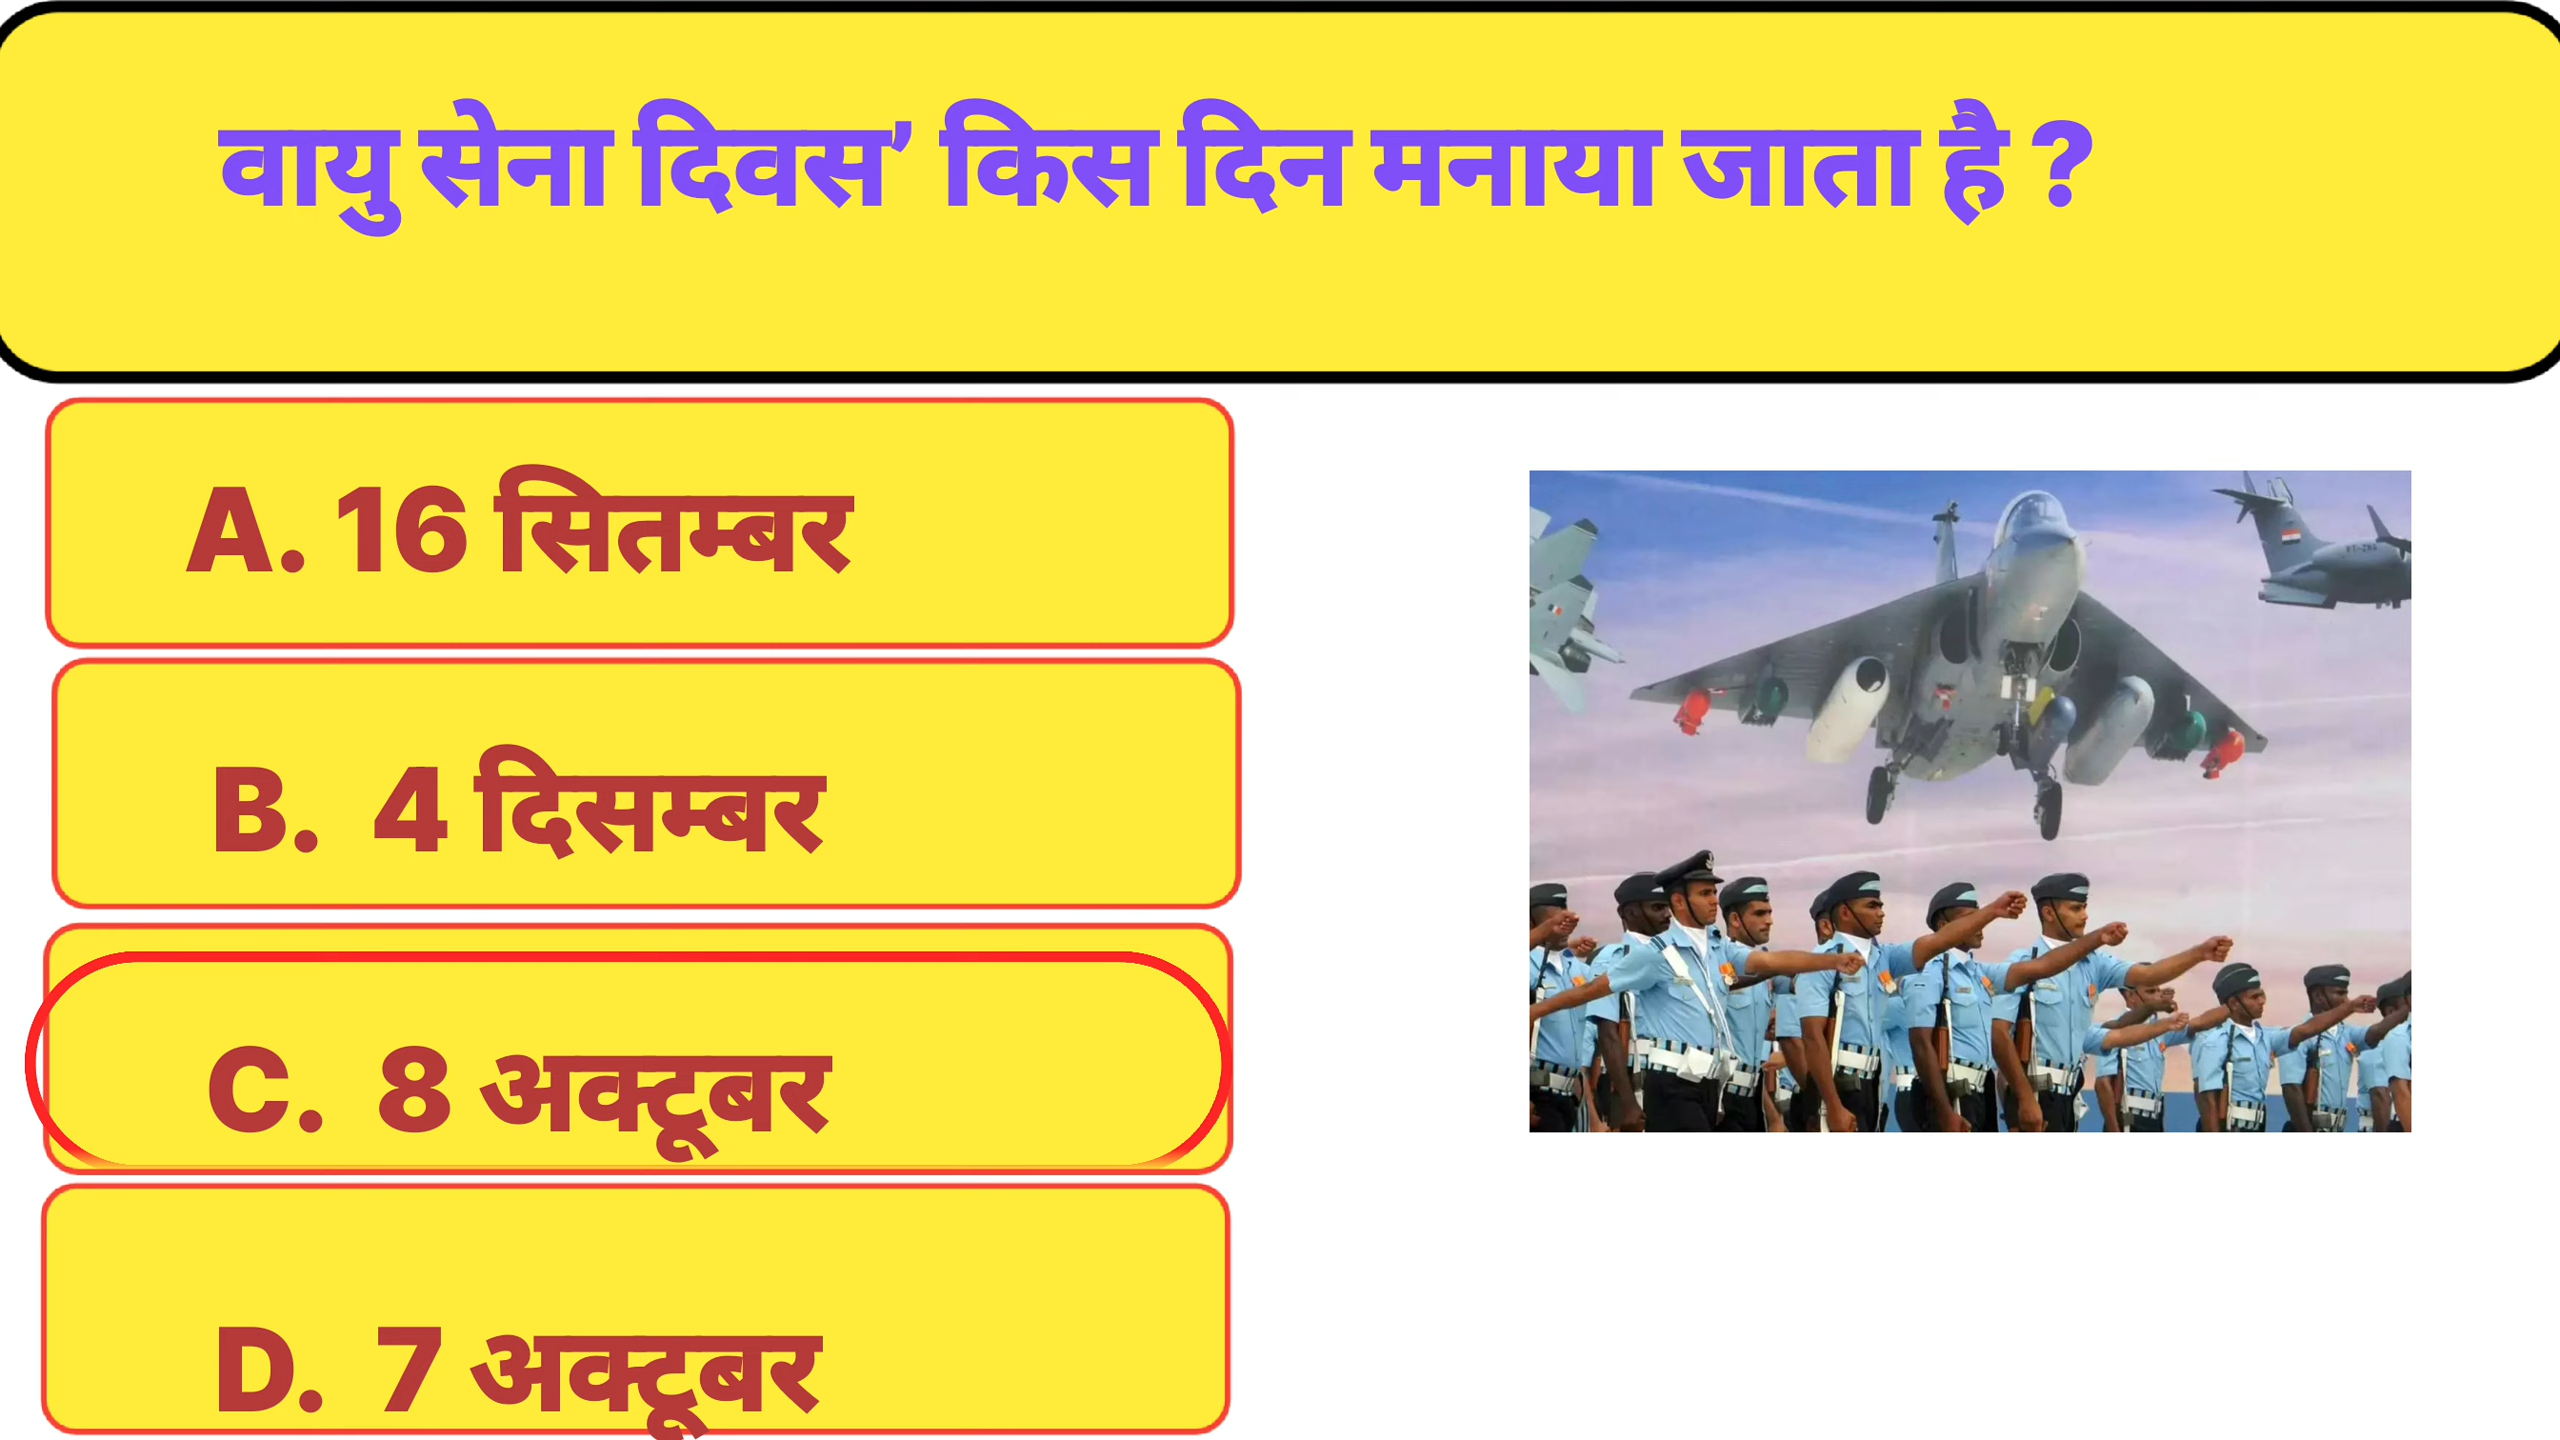 वायु सेना दिवस’ किस दिन मनाया जाता है ?
A. 16 सितम्बर
B. 4 दिसम्बर
C. 8 अक्टूबर
D. 7 अक्टूबर